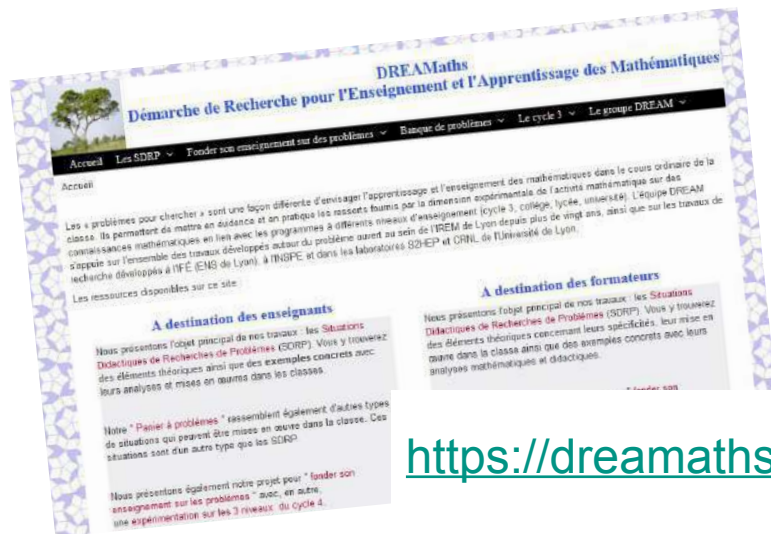 DREAMaths
Démarche de Recherche pour l'Enseignement et l'Apprentissage des Mathématiques
Accueil Les SDRP Fonder son enseignement sur des problèmes Banque de problèmes Le cycle 3 Le groupe DREAM
Accueil
Les « problèmes pour chercher » sont une façon différente d'envisager l'apprentissage et l'enseignement des mathématiques dans le cours ordinaire de la
classe. Ils permettent de mettre en évidence et en pratique les ressorts fournis par la dimension expérimentale de l'activité mathématique sur des
connaissances mathématiques en lien avec les programmes à différents niveaux d'enseignement (cycle 3, collège, lycée, université). L'équipe DREAM
s'appuie sur l'ensemble des travaux développés autour du problème ouvert au sein de l'IREM de Lyon depuis plus de vingt ans, ainsi que sur les travaux de
recherche développés à l'IFÉ (ENS de Lyon), à l'INSPE et dans les laboratoires S2HEP et CRNL de l'Université de Lyon.
Les ressources disponibles sur ce site :
A destination des enseignants
Nous présentons l'objet principal de nos travaux : les Situations
Didactiques de Recherches de Problèmes (SDRP). Vous y trouverez
des éléments théoriques ainsi que des exemples concrets avec
leurs analyses et mises en œuvres dans les classes.
Notre " Panier à problèmes " rassemblent également d'autres types
de situations qui peuvent être mises en œuvre dans la classe. Ces
situations sont d'un autre type que les SDRP.
Nous présentons également notre projet pour " fonder son
enseignement sur les problèmes " avec, en autre,
une expérimentation sur les 3 niveaux du cycle 4.
A destination des formateurs
Nous présentons l'objet principal de nos travaux : les Situations
Didactiques de Recherches de Problèmes (SDRP). Vous y trouverez
des éléments théoriques concernant leurs spécificités, leur mise en
œuvre dans la classe ainsi que des exemples concrets avec leurs
analyses mathématiques et didactiques.
" fonder son
https://dreamaths